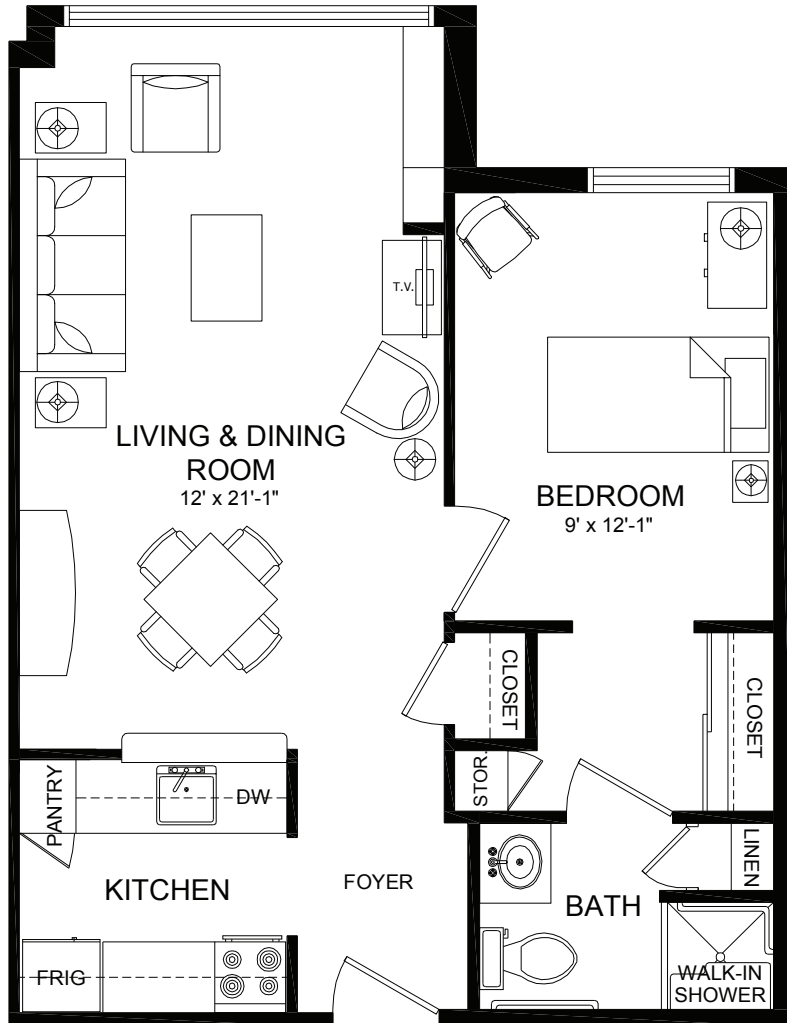 T.V.
LIVING & DINING
ROOM
12' x 21'-1"
BEDROOM
9' x 12'-1"
CLOSET
CLOSET
STOR.
PANTRY
DW
LINEN
KITCHEN
FOYER
BATH
FRIG
WALK-IN
SHOWER